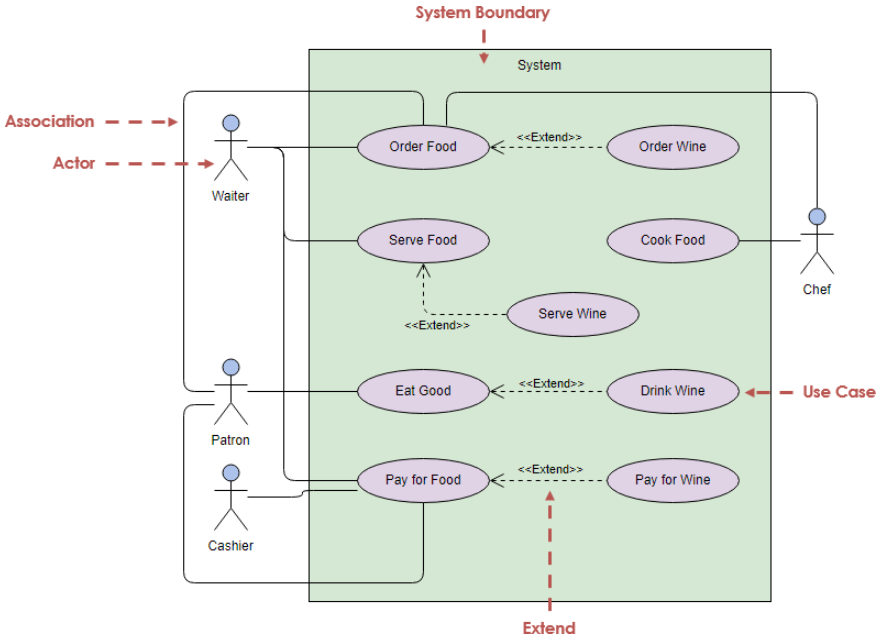 System Boundary
System
Association
<<Extend>>
Order Food
Order Wine
Actor
Waiter
Serve Food
Cook Food
Chef
Serve Wine
<<Extend>>
<<Extend>>
Eat Good
Drink Wine
Use Case
Patron
<<Extend>>
Pay for Food
Pay for Wine
Cashier
Extend